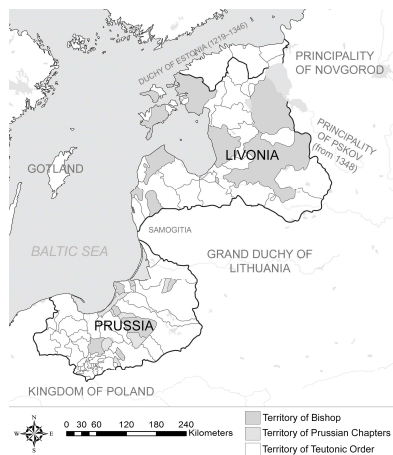 DUCHY OF ESTONIA (1219–1346)
PRINCIPALITY
OF NOVGOROD
PRINCIPALITY
OF PSKOV
(from 1348)
LIVONIA
GOTLAND
SAMOGITIA
BALTIC SEA
GRAND DUCHY OF
LITHUANIA
PRUSSIA
KINGDOM OF POLAND
N
W
E
S
0 30 60 120 180 240
Kilometers
Territory of Bishop
Territory of Prussian Chapters
Territory of Teutonic Order